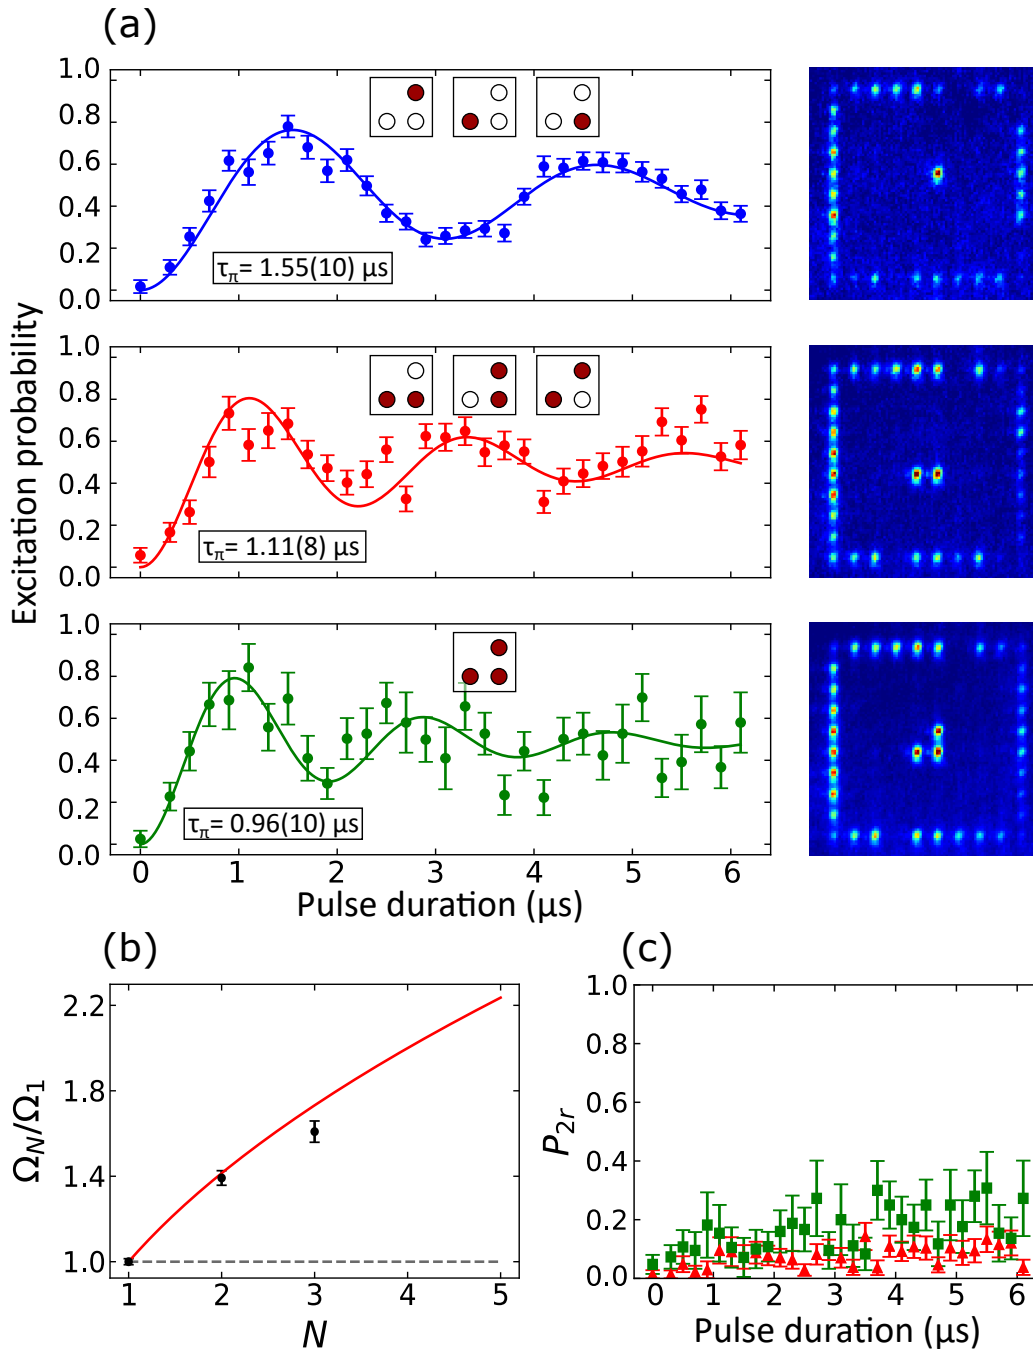 (a)
Excitation probability
1.0
0.8
0.6
0.4
0.2
0.0
τπ= 1.55(10) µs
1.0
0.8
0.6
0.4
0.2
0.0
τπ= 1.11(8) µs
1.0
0.8
0.6
0.4
0.2
0.0
τπ= 0.96(10) µs
0 1 2 3 4 5 6
Pulse duration (µs)
(b)
ΩN/Ω1
2.2
1.8
1.4
1.0
1 2 3 4 5
N
(c)
P2r
1.0
0.8
0.6
0.4
0.2
0.0
0 1 2 3 4 5 6
Pulse duration (µs)